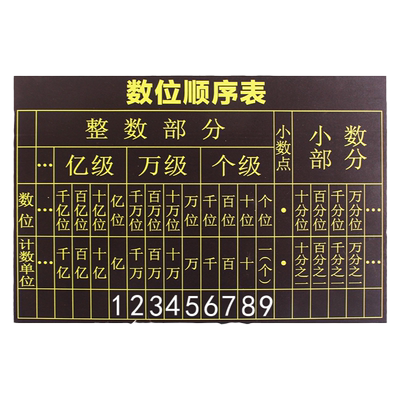 数位顺序表
整数部分 小数点 小数部分
… 亿级 万级 个级
数位 … 千亿位 百亿位 十亿位 亿位 千万位 百万位 十万位 万位 千位 百位 十位 个位 • 十分位 百分位 千分位 万分位 …
计数单位 … 千亿 百亿 十亿 亿 千万 百万 十万 万 千 百 十 一(个) • 十分之一 百分之一 千分之一 万分之一 …
123456789